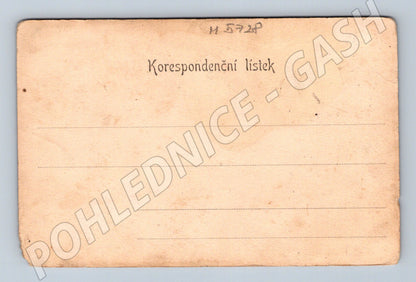 M 5728
Korespondenční lístek
POHLEDNICE - GASH